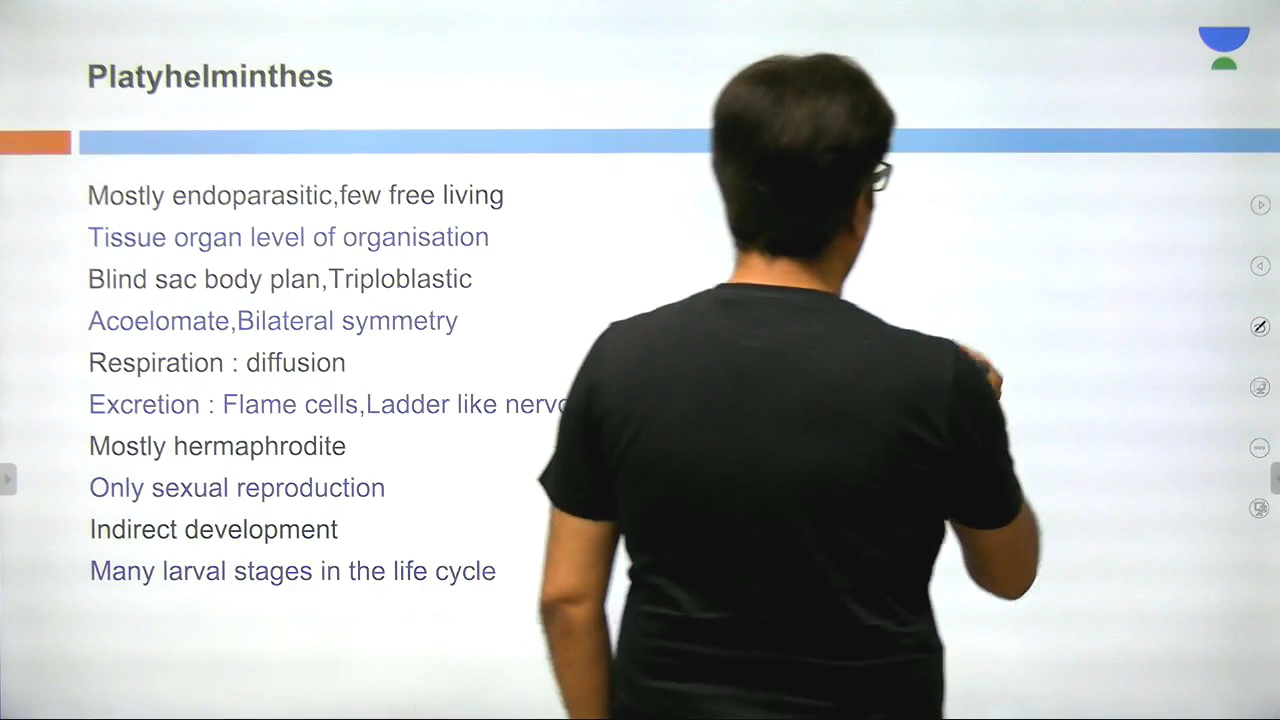 Platyhelminthes
Mostly endoparasitic,few free living
Tissue organ level of organisation
Blind sac body plan,Triploblastic
Acoelomate,Bilateral symmetry
Respiration : diffusion
Excretion : Flame cells,Ladder like
Mostly hermaphrodite
Only sexual reproduction
Indirect development
Many larval stages in the life cycle